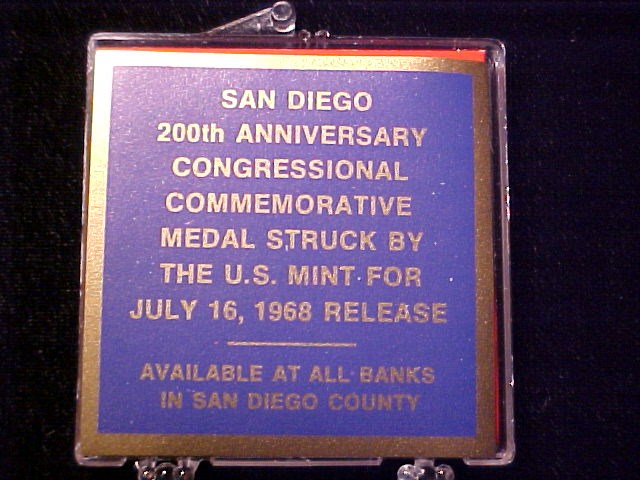 SAN DIEGO
200th ANNIVERSARY
CONGRESSIONAL
COMMEMORATIVE
MEDAL STRUCK BY
THE U.S. MINT FOR
JULY 16, 1968 RELEASE
AVAILABLE AT ALL BANKS
IN SAN DIEGO COUNTY